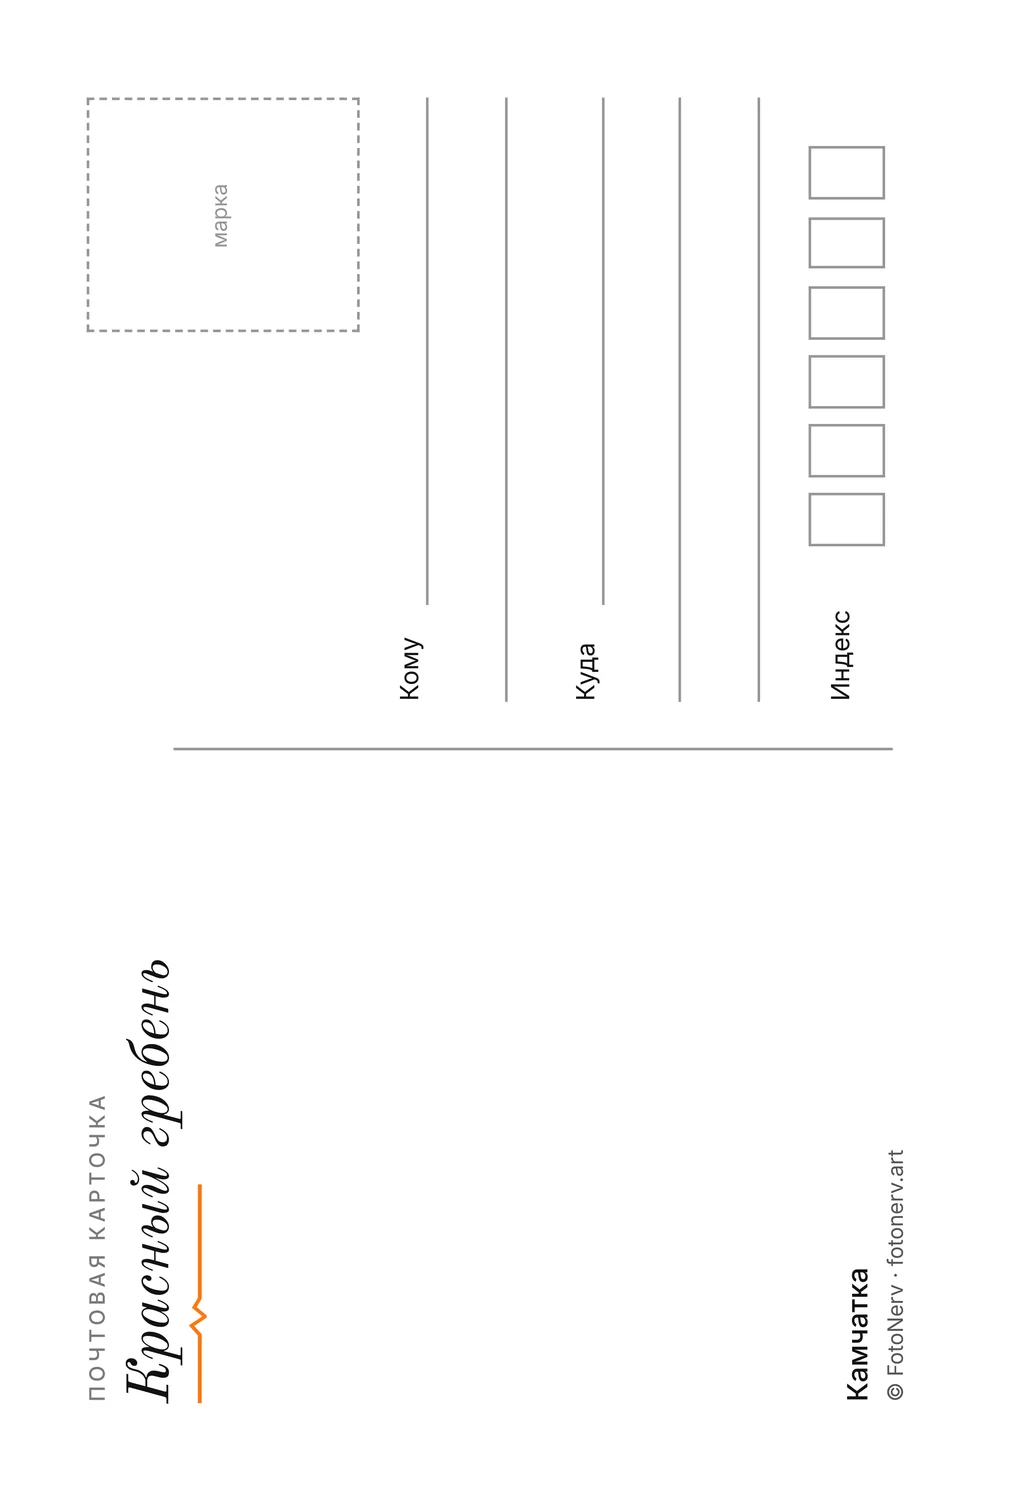 ПОЧТОВАЯ КАРТОЧКА
Красный гребень
Камчатка
© FotoNerv · fotonerv.art
марка
Кому
Куда
Индекс